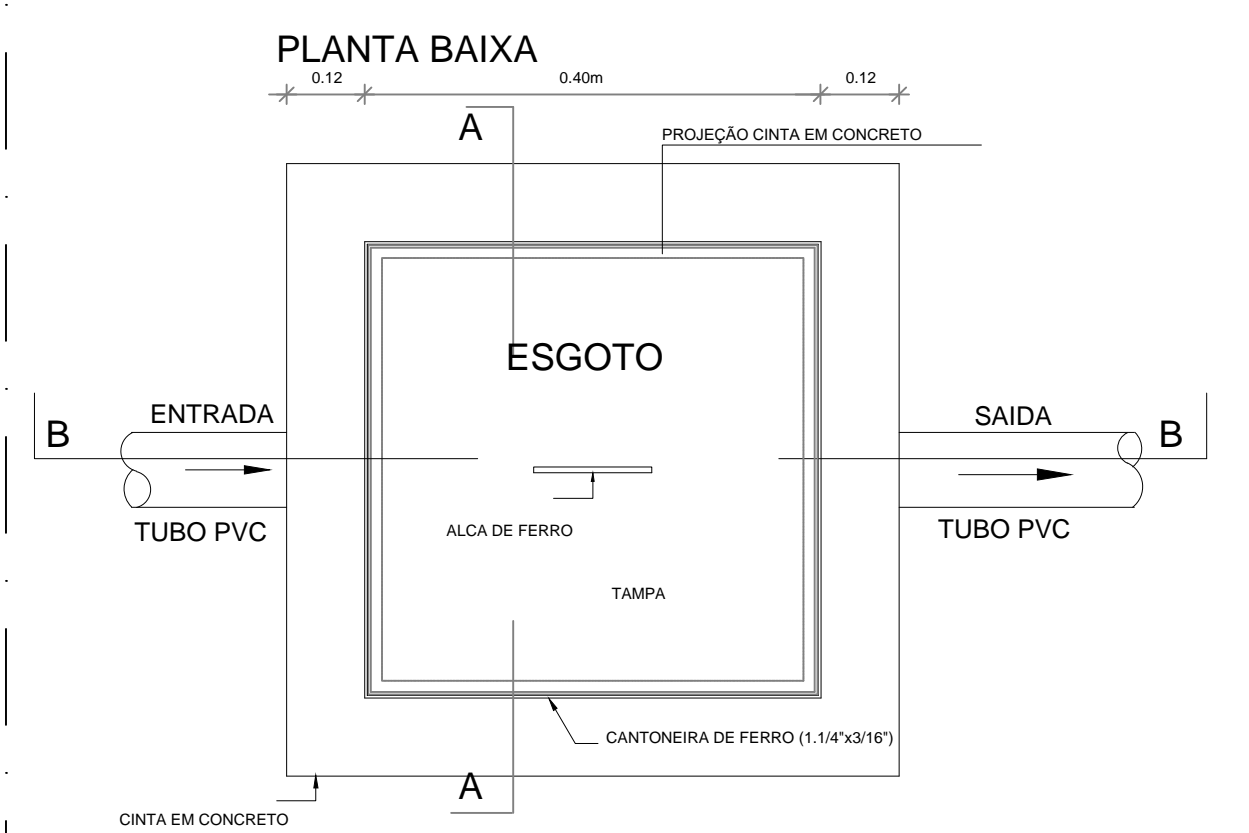 PLANTA BAIXA
0.12
0.40m
0.12
A
PROJEÇÃO CINTA EM CONCRETO
ESGOTO
ENTRADA
SAIDA
B
B
TUBO PVC
ALCA DE FERRO
TUBO PVC
TAMPA
CANTONEIRA DE FERRO (1.1/4"x3/16")
A
CINTA EM CONCRETO